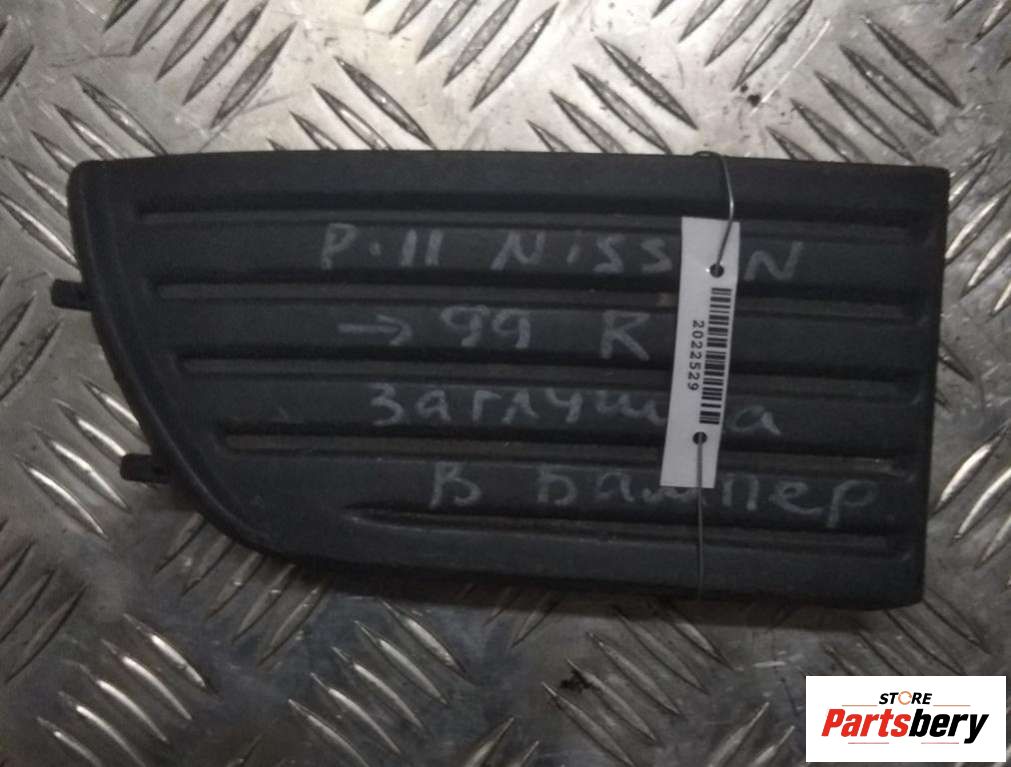 P.11 NiSS N
→ 99 R
Заглуш а
В Бампер
2022529
STORE
Partsbery